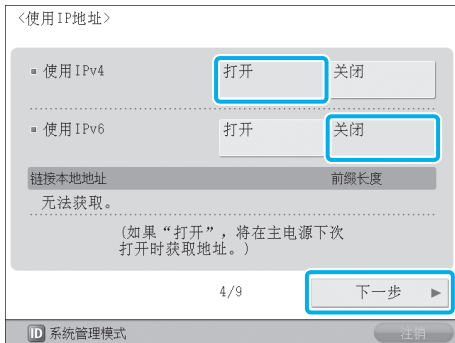 <使用IP地址>
使用IPv4 打开 关闭
使用IPv6 打开 关闭
链接本地地址 前缀长度
无法获取。
(如果“打开”,将在主电源下次
打开时获取地址。)
4/9 下一步
ID 系统管理模式 注销